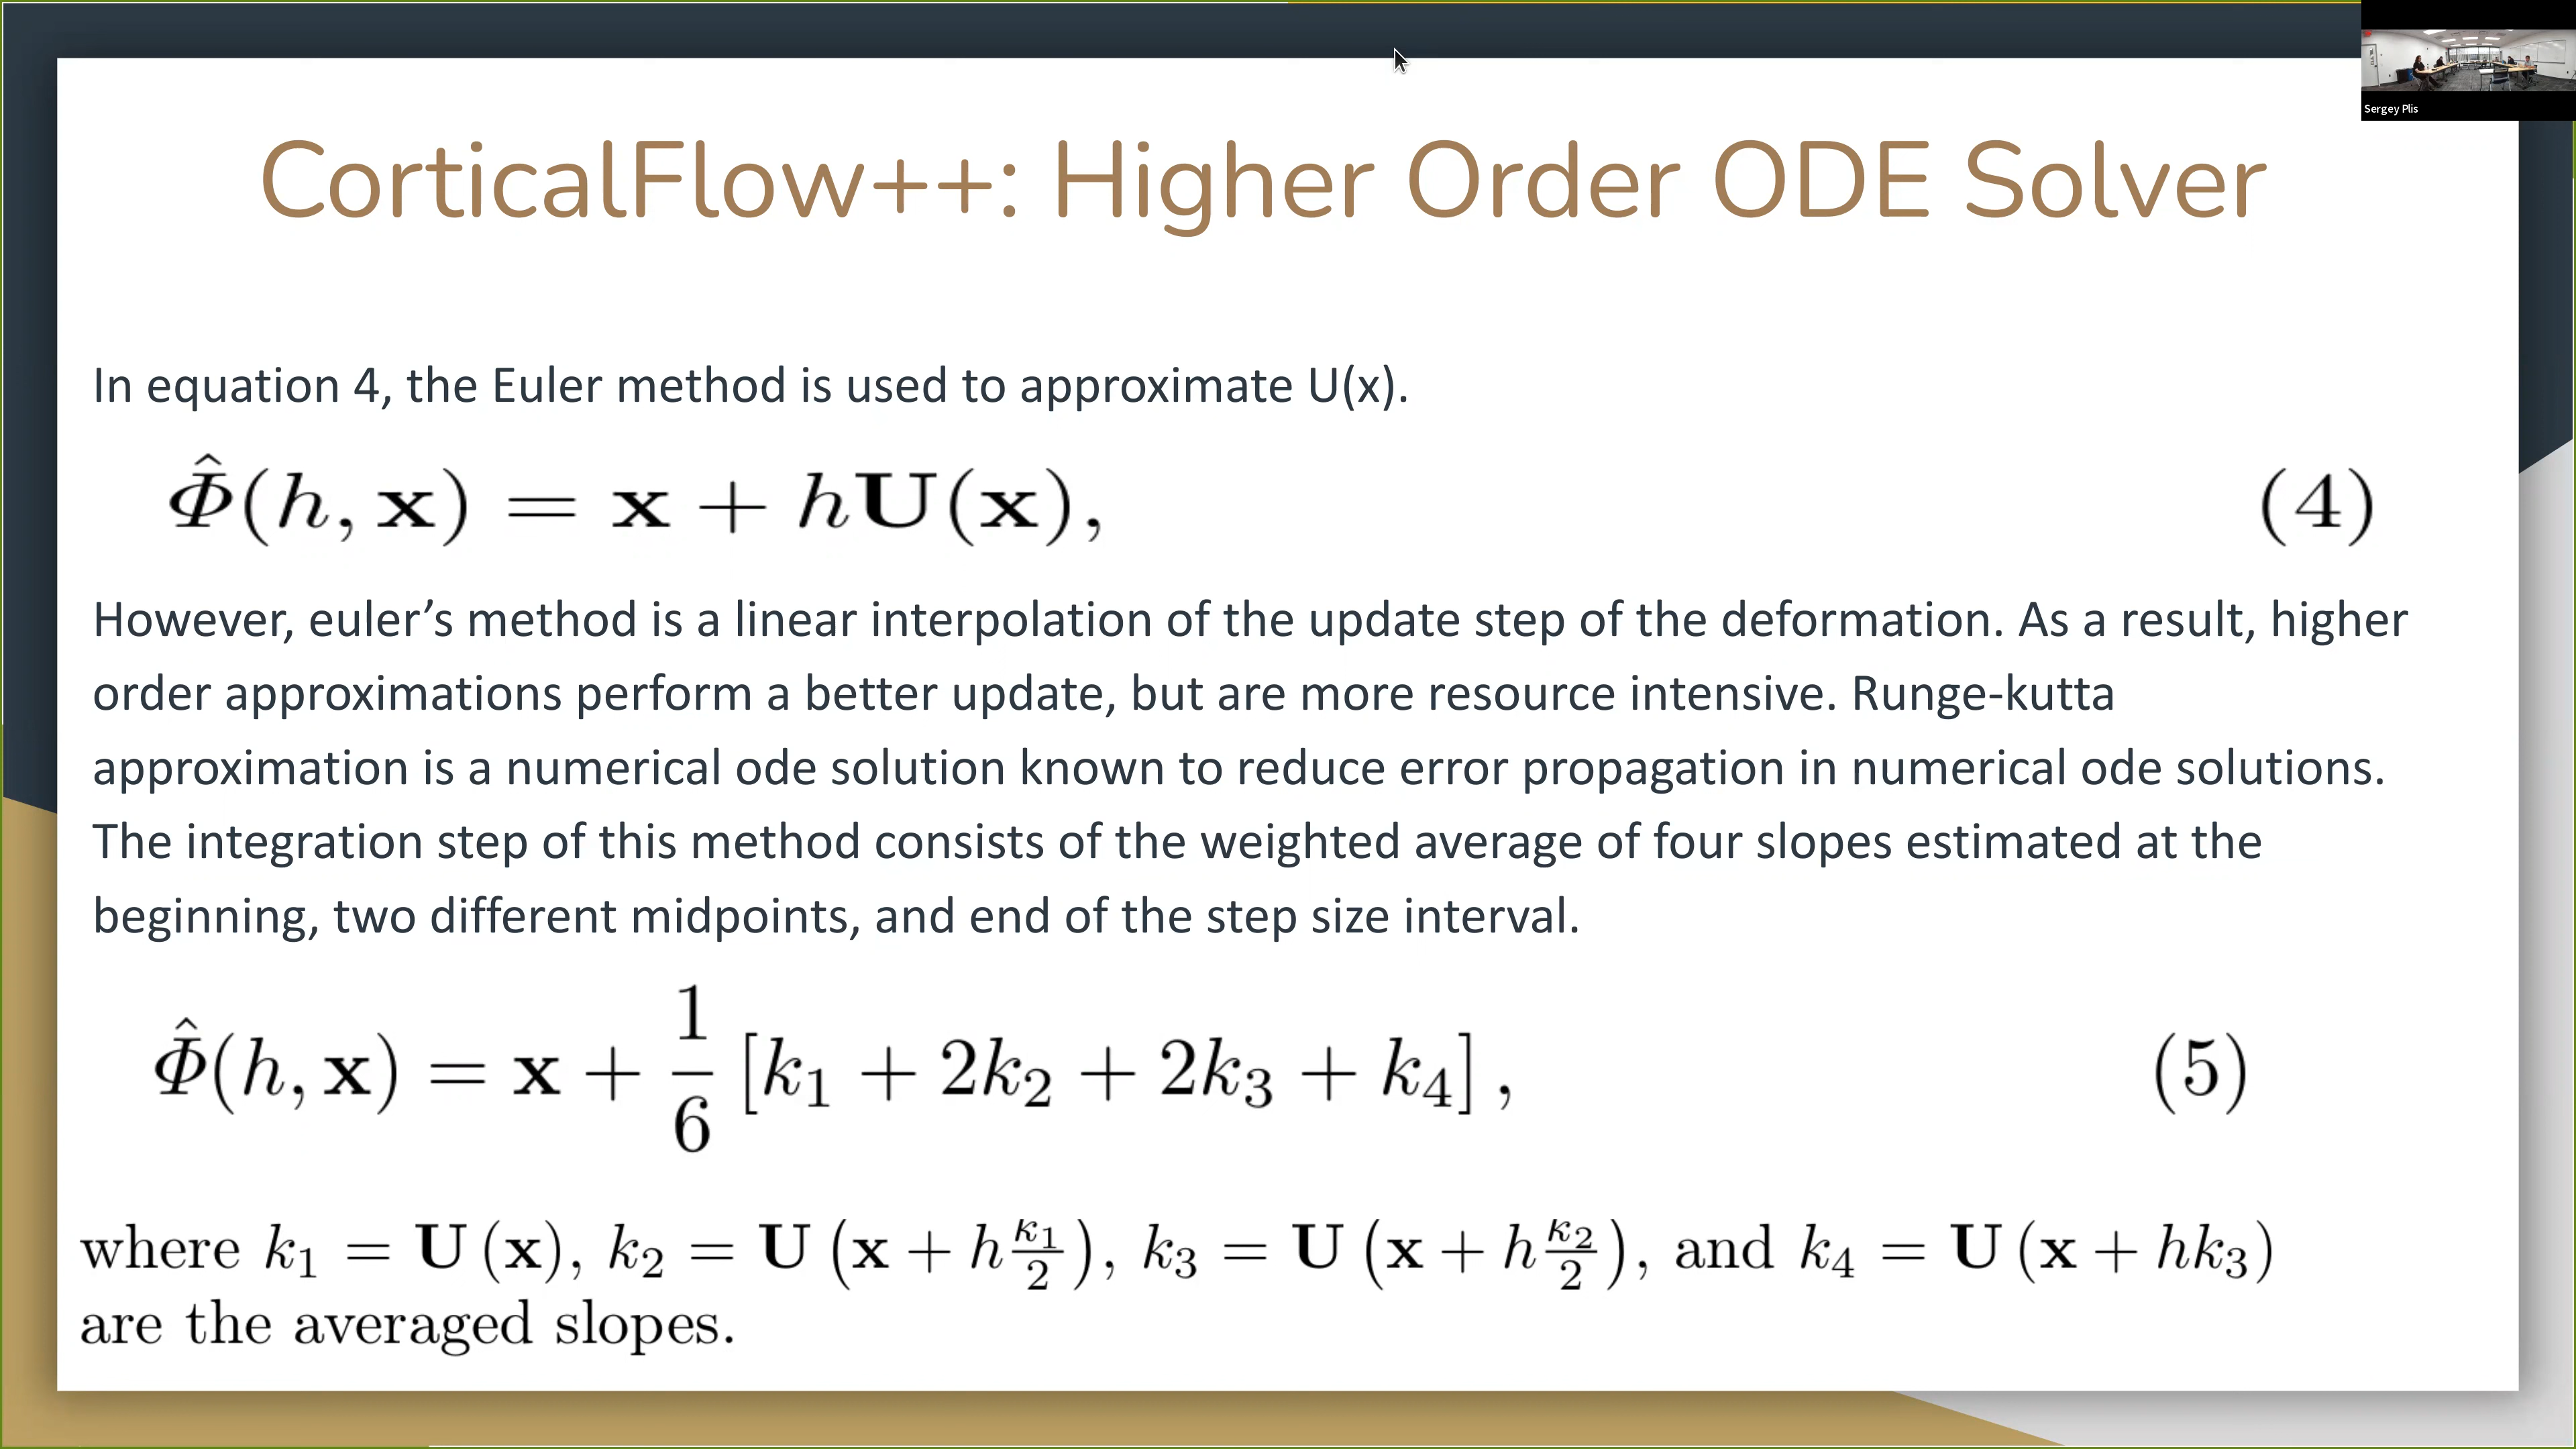 Sergey Plis
CorticalFlow++: Higher Order ODE Solver
In equation 4, the Euler method is used to approximate U(x).
Φ̂(h, x) = x + hU(x), (4)
However, euler’s method is a linear interpolation of the update step of the deformation. As a result, higher
order approximations perform a better update, but are more resource intensive. Runge-kutta
approximation is a numerical ode solution known to reduce error propagation in numerical ode solutions.
The integration step of this method consists of the weighted average of four slopes estimated at the
beginning, two different midpoints, and end of the step size interval.
Φ̂(h, x) = x + 1/6 [k₁ + 2k₂ + 2k₃ + k₄], (5)
where k₁ = U(x), k₂ = U(x + h κ₁/2), k₃ = U(x + h κ₂/2), and k₄ = U(x + hk₃)
are the averaged slopes.